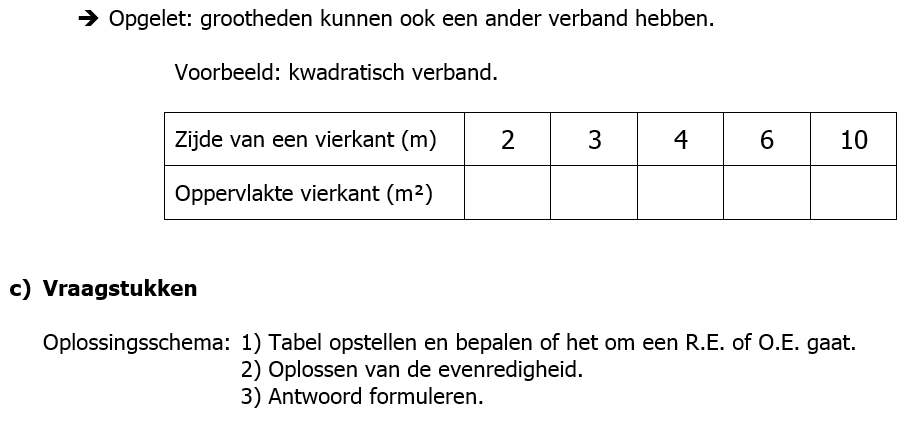 ➔ Opgelet: grootheden kunnen ook een ander verband hebben.
Voorbeeld: kwadratisch verband.
Zijde van een vierkant (m) 2 3 4 6 10
Oppervlakte vierkant (m²)
c) Vraagstukken
Oplossingsschema: 1) Tabel opstellen en bepalen of het om een R.E. of O.E. gaat.
2) Oplossen van de evenredigheid.
3) Antwoord formuleren.